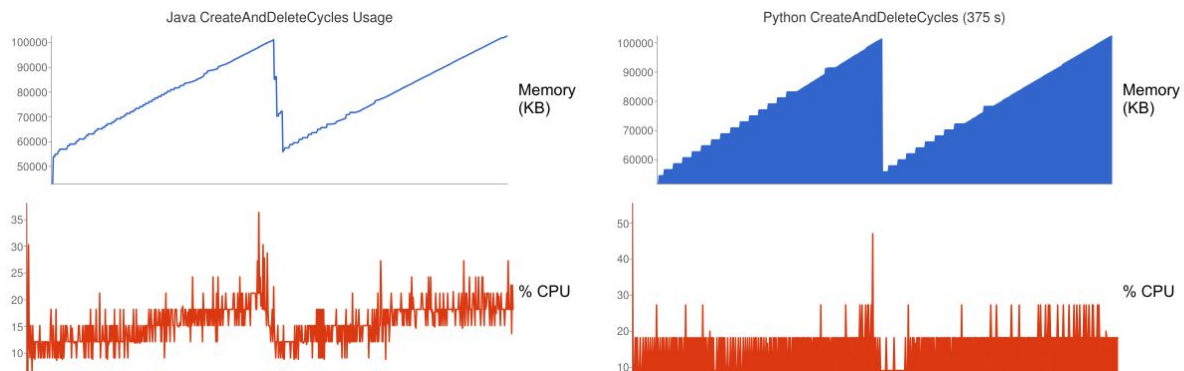 Java CreateAndDeleteCycles Usage
100000
90000
80000
70000
60000
50000
Memory
(KB)
35
30
25
20
15
10
% CPU
Python CreateAndDeleteCycles (375 s)
100000
90000
80000
70000
60000
Memory
(KB)
50
40
30
20
10
% CPU